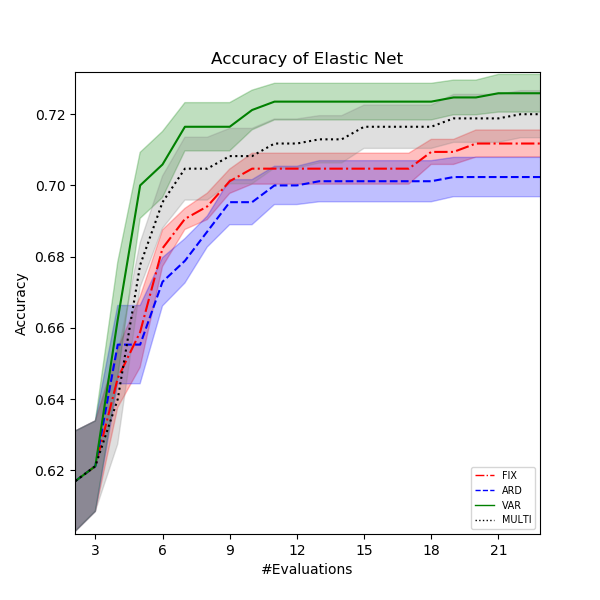 Accuracy of Elastic Net
Accuracy
0.72
0.70
0.68
0.66
0.64
0.62
FIX
ARD
VAR
MULTI
3 6 9 12 15 18 21
#Evaluations